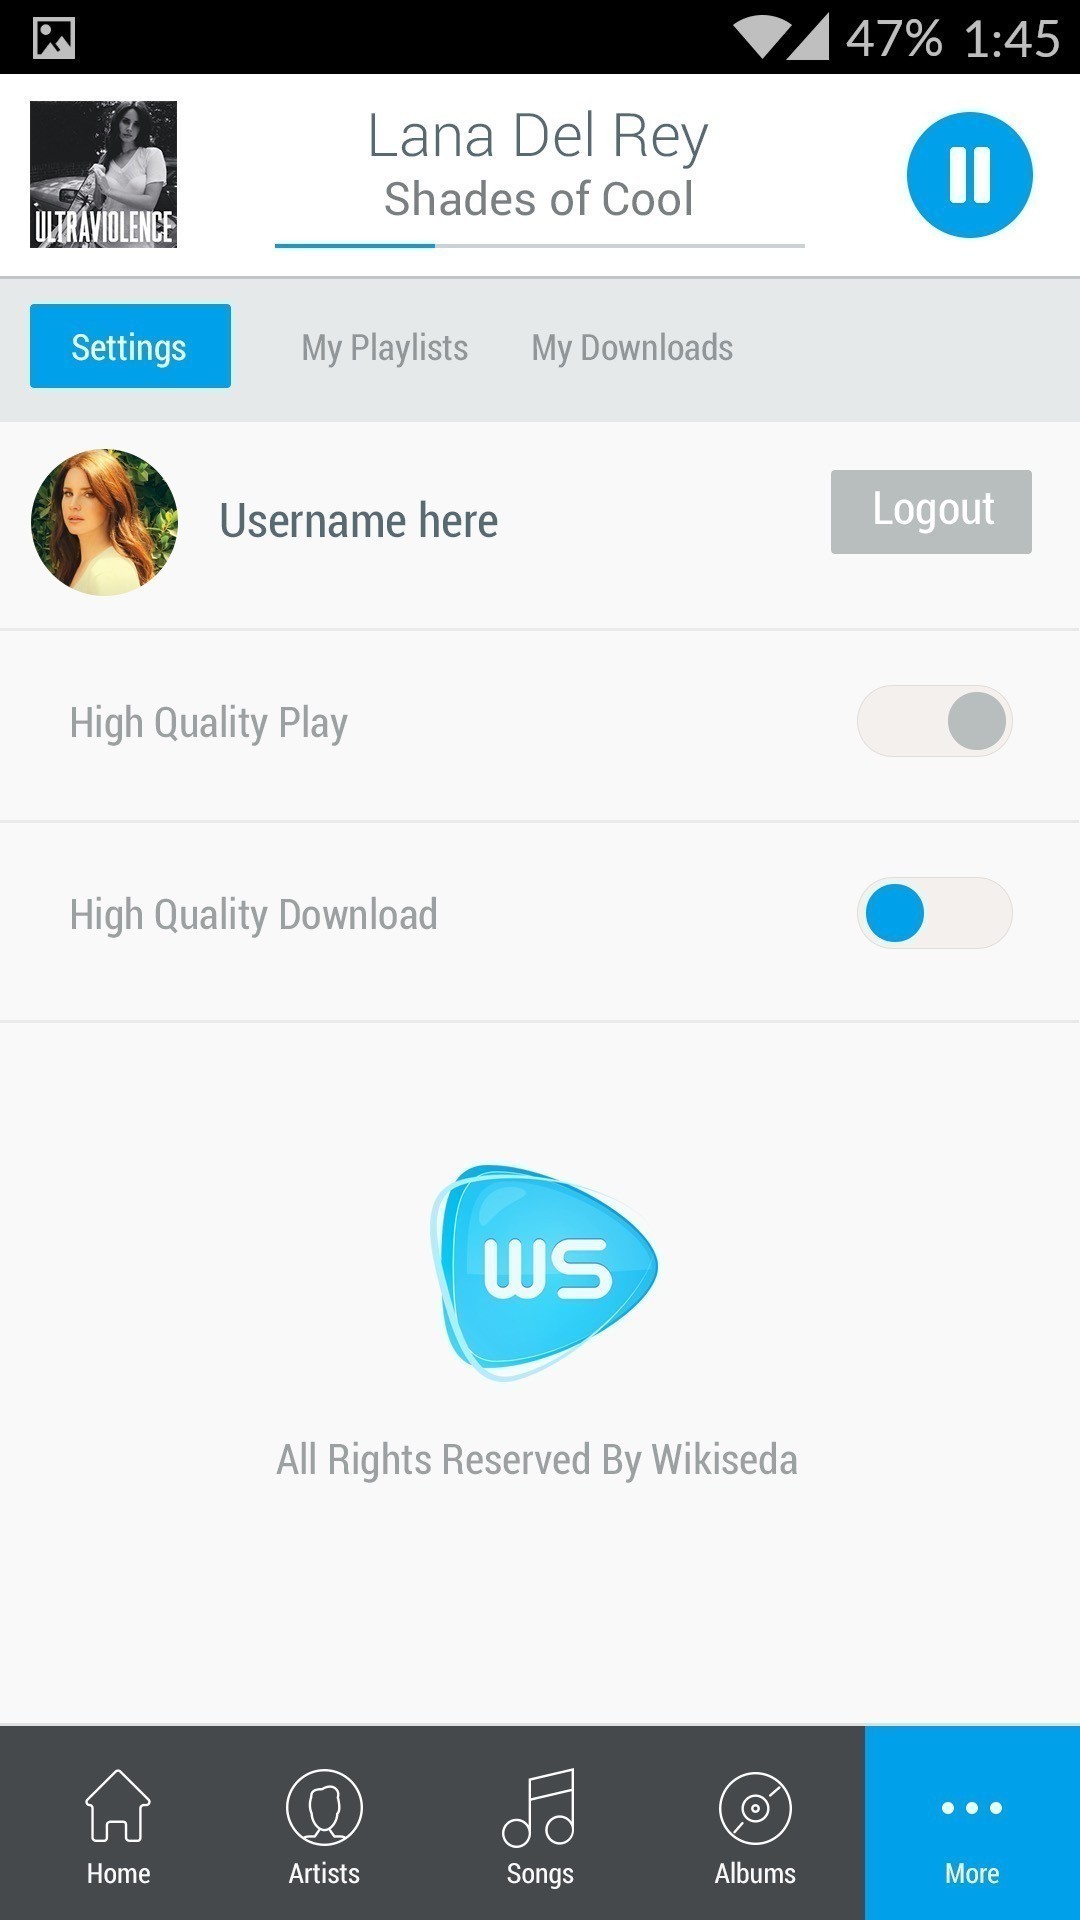 47% 1:45
Lana Del Rey
Shades of Cool
ULTRAVIOLENCE
Settings My Playlists My Downloads
Username here
Logout
High Quality Play
High Quality Download
WS
All Rights Reserved By Wikiseda
Home Artists Songs Albums More